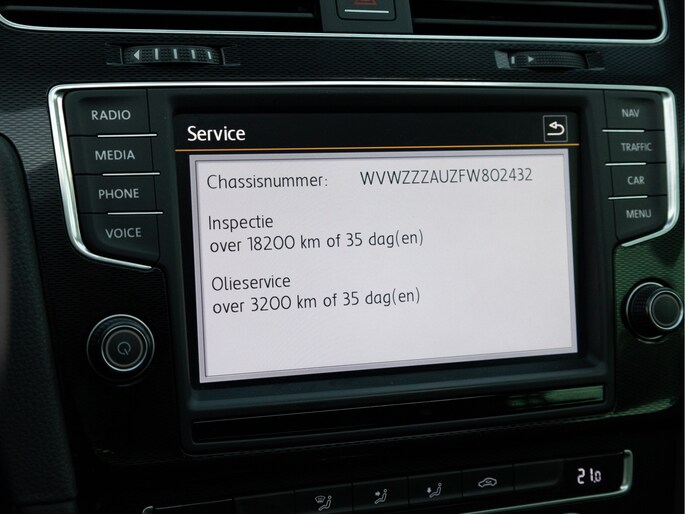 Service
RADIO
MEDIA
PHONE
VOICE
Chassisnummer: WVWZZZAUZFW802432
Inspectie
over 18200 km of 35 dag(en)
Olieservice
over 3200 km of 35 dag(en)
NAV
TRAFFIC
CAR
MENU
21.0